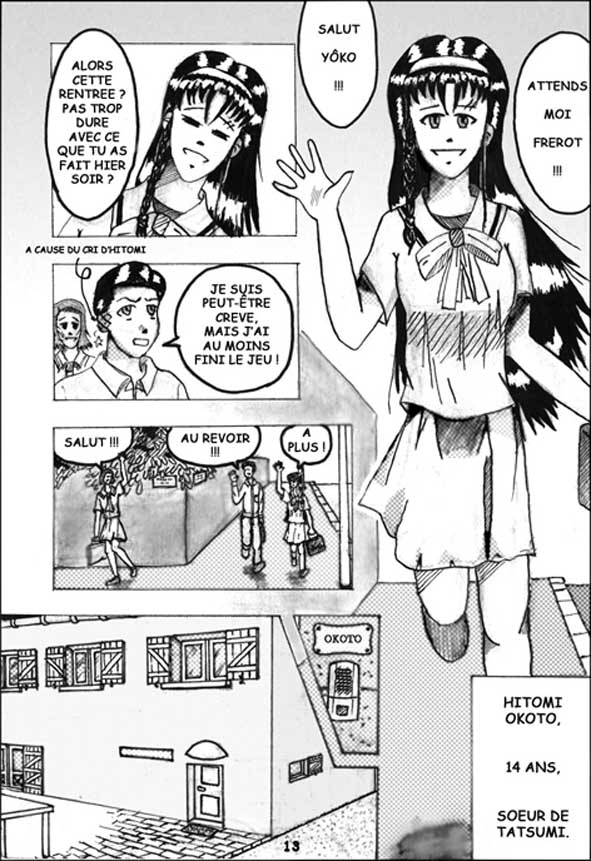 SALUT
YÔKO
!!!
ATTENDS
MOI
FREROT
!!!
ALORS
CETTE
RENTREE ?
PAS TROP
DURE
AVEC CE
QUE TU AS
FAIT HIER
SOIR ?
A CAUSE DU CRI D'HITOMI
JE SUIS
PEUT-ÊTRE
CREVE,
MAIS J'AI
AU MOINS
FINI LE JEU !
SALUT !!!
AU REVOIR
!!!
A
PLUS !
OKOTO
HITOMI
OKOTO,
14 ANS,
SOEUR DE
TATSUMI.
13